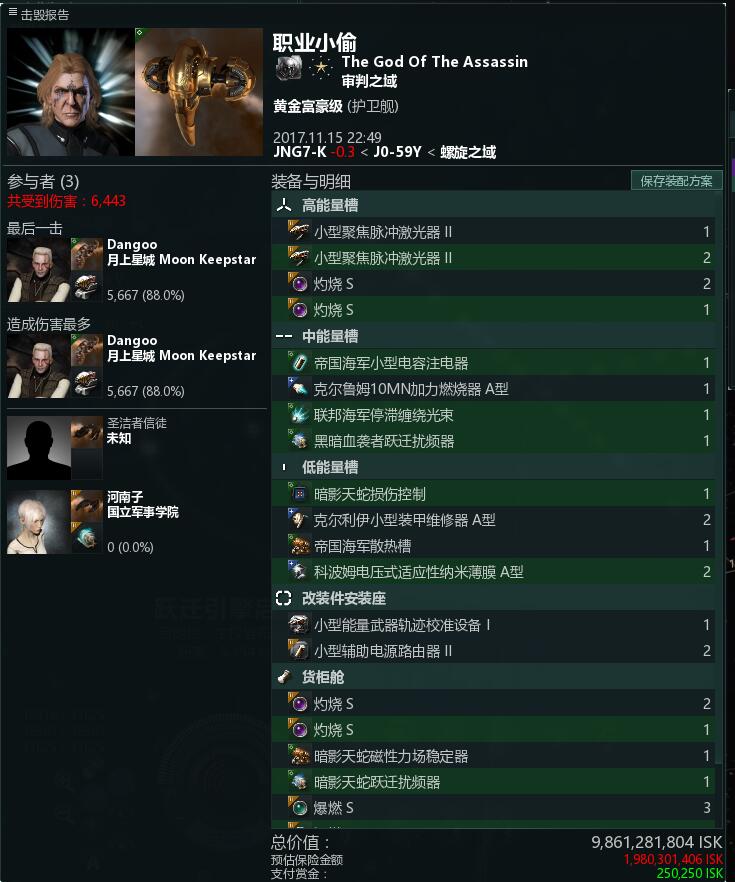 击毁报告
职业小偷
The God Of The Assassin
审判之域
黄金富豪级 (护卫舰)
2017.11.15 22:49
JNG7-K -0.3 < J0-59Y < 螺旋之域
参与者 (3)
共受到伤害：6,443
最后一击
Dangoo
月上星城 Moon Keepstar
5,667 (88.0%)
造成伤害最多
Dangoo
月上星城 Moon Keepstar
5,667 (88.0%)
圣洁者信徒
未知
河南子
国立军事学院
0 (0.0%)
装备与明细
保存装配方案
高能量槽
小型聚焦脉冲激光器 II 1
小型聚焦脉冲激光器 II 2
灼烧 S 2
灼烧 S 1
中能量槽
帝国海军小型电容注电器 1
克尔鲁姆10MN加力燃烧器 A型 1
联邦海军停滞缠绕光束 1
黑暗血袭者跃迁扰频器 1
低能量槽
暗影天蛇损伤控制 1
克尔利伊小型装甲维修器 A型 2
帝国海军散热槽 1
科波姆电压式适应性纳米薄膜 A型 2
改装件安装座
小型能量武器轨迹校准设备 I 1
小型辅助电源路由器 II 2
货柜舱
灼烧 S 2
灼烧 S 1
暗影天蛇磁性力场稳定器 1
暗影天蛇跃迁扰频器 1
爆燃 S 3
总价值： 9,861,281,804 ISK
预估保险金额 1,980,301,406 ISK
支付赏金： 250,250 ISK